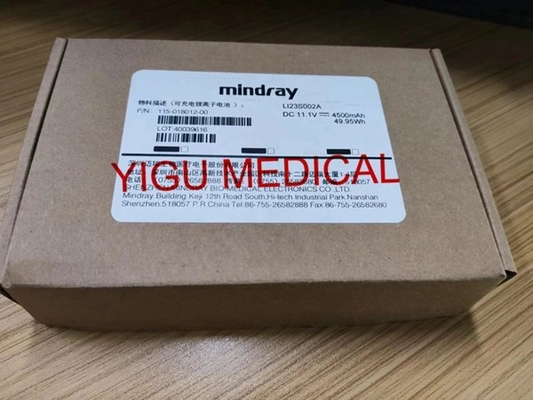 mindray
物料描述（可充电锂离子电池）:
LI23S002A
P/N: 115-018012-00
DC 11.1V 4500mAh
49.95Wh
LOT:40039616
YIGU MEDICAL
SHENZHEN MINDRAY BIO-MEDICAL ELECTRONICS CO.,LTD.
Mindray Building,Keji 12th Road South,Hi-tech Industrial Park Nanshan
Shenzhen,518057 P.R.China Tel:86-755-26582888 Fax:86-755-26582680